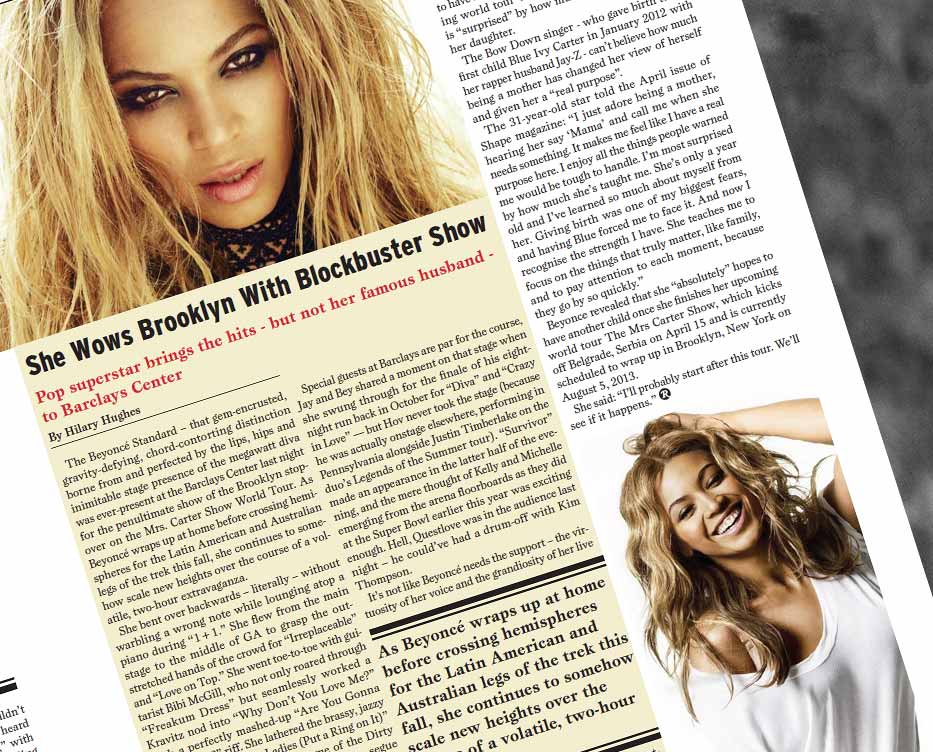 She Wows Brooklyn With Blockbuster Show
Pop superstar brings the hits - but not her famous husband -
to Barclays Center
By Hilary Hughes
The Beyoncé Standard – that gem-encrusted,
gravity-defying, chord-contorting distinction
borne from and perfected by the lips, hips and
inimitable stage presence of the megawatt diva
was ever-present at the Barclays Center last night
for the penultimate show of the Brooklyn stop-
over on the Mrs. Carter Show World Tour. As
Beyoncé wraps up at home before crossing hemi-
spheres for the Latin American and Australian
legs of the trek this fall, she continues to some-
how scale new heights over the course of a vol-
atile, two-hour extravaganza.
She bent over backwards – literally – without
warbling a wrong note while lounging atop a
piano during “1 + 1.” She flew from the main
stage to the middle of GA to grasp the out-
stretched hands of the crowd for “Irreplaceable”
and “Love on Top.” She went toe-to-toe with gui-
tarist Bibi McGill, who not only roared through
“Freakum Dress” but seamlessly worked a
Kravitz nod into “Why Don't You Love Me?”
a perfectly mashed-up “Are You Gonna
riff. She lathered the brassy, jazzy
Ladies (Put a Ring on It)”
me of the Dirty
segue
Special guests at Barclays are par for the course,
Jay and Bey shared a moment on that stage when
she swung through for the finale of his eight-
night run back in October for “Diva” and “Crazy
in Love” — but Hov never took the stage (because
he was actually onstage elsewhere, performing in
Pennsylvania alongside Justin Timberlake on the
duo's Legends of the Summer tour). “Survivor”
made an appearance in the latter half of the eve-
ning, and the mere thought of Kelly and Michelle
emerging from the arena floorboards as they did
at the Super Bowl earlier this year was exciting
enough. Hell, Questlove was in the audience last
night – he could've had a drum-off with Kim
Thompson.
It's not like Beyoncé needs the support – the vir-
tuosity of her voice and the grandiosity of her live
As Beyoncé wraps up at home
before crossing hemispheres
for the Latin American and
Australian legs of the trek this
fall, she continues to somehow
scale new heights over the
of a volatile, two-hour
to have
ing world tour
is “surprised” by how
her daughter.
The Bow Down singer - who gave birth
first child Blue Ivy Carter in January 2012 with
her rapper husband Jay-Z - can't believe how much
being a mother has changed her view of herself
and given her a “real purpose”.
The 31-year-old star told the April issue of
Shape magazine: “I just adore being a mother,
hearing her say ‘Mama’ and call me when she
needs something. It makes me feel like I have a real
purpose here. I enjoy all the things people warned
me would be tough to handle. I'm most surprised
by how much she's taught me. She's only a year
old and I've learned so much about myself from
her. Giving birth was one of my biggest fears,
and having Blue forced me to face it. And now I
recognise the strength I have. She teaches me to
focus on the things that truly matter, like family,
and to pay attention to each moment, because
they go by so quickly.”
Beyonce revealed that she “absolutely” hopes to
have another child once she finishes her upcoming
world tour The Mrs Carter Show, which kicks
off Belgrade, Serbia on April 15 and is currently
scheduled to wrap up in Brooklyn, New York on
August 5, 2013.
She said: “I'll probably start after this tour. We'll
see if it happens.” R
ldn't
heard
” with